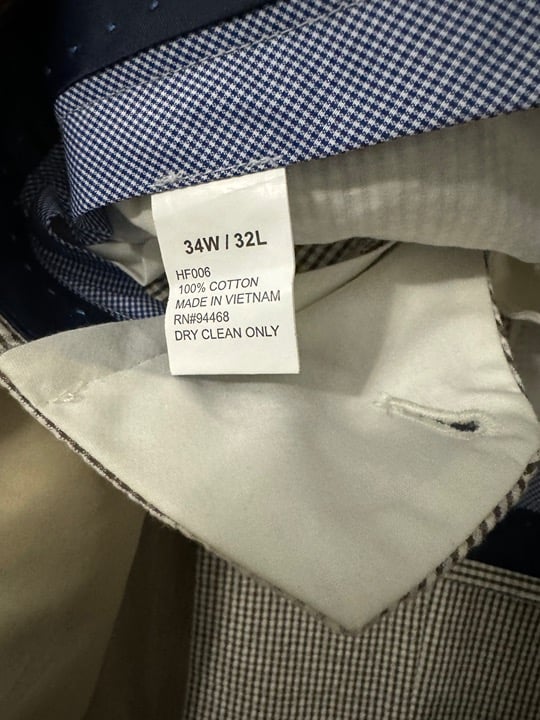 34W / 32L
HF006
100% COTTON
MADE IN VIETNAM
RN#94468
DRY CLEAN ONLY